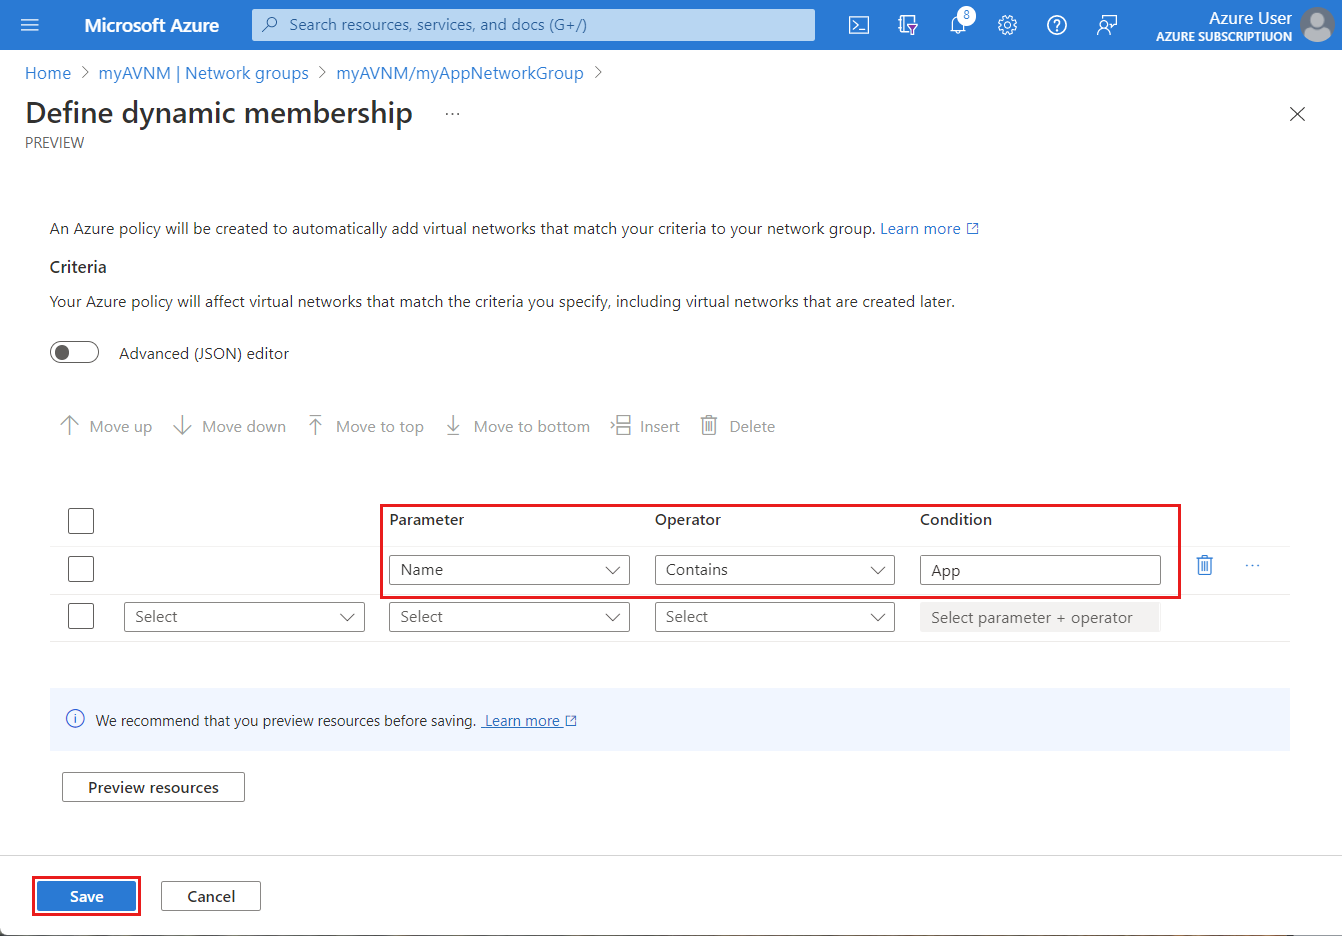 Microsoft Azure
Search resources, services, and docs (G+/)
8
Azure User
AZURE SUBSCRIPTIUON
Home > myAVNM | Network groups > myAVNM/myAppNetworkGroup >
Define dynamic membership ...
PREVIEW
An Azure policy will be created to automatically add virtual networks that match your criteria to your network group. Learn more
Criteria
Your Azure policy will affect virtual networks that match the criteria you specify, including virtual networks that are created later.
Advanced (JSON) editor
Move up Move down Move to top Move to bottom Insert Delete
Parameter Operator Condition
Name Contains App ...
Select Select Select Select parameter + operator
We recommend that you preview resources before saving. Learn more
Preview resources
Save Cancel